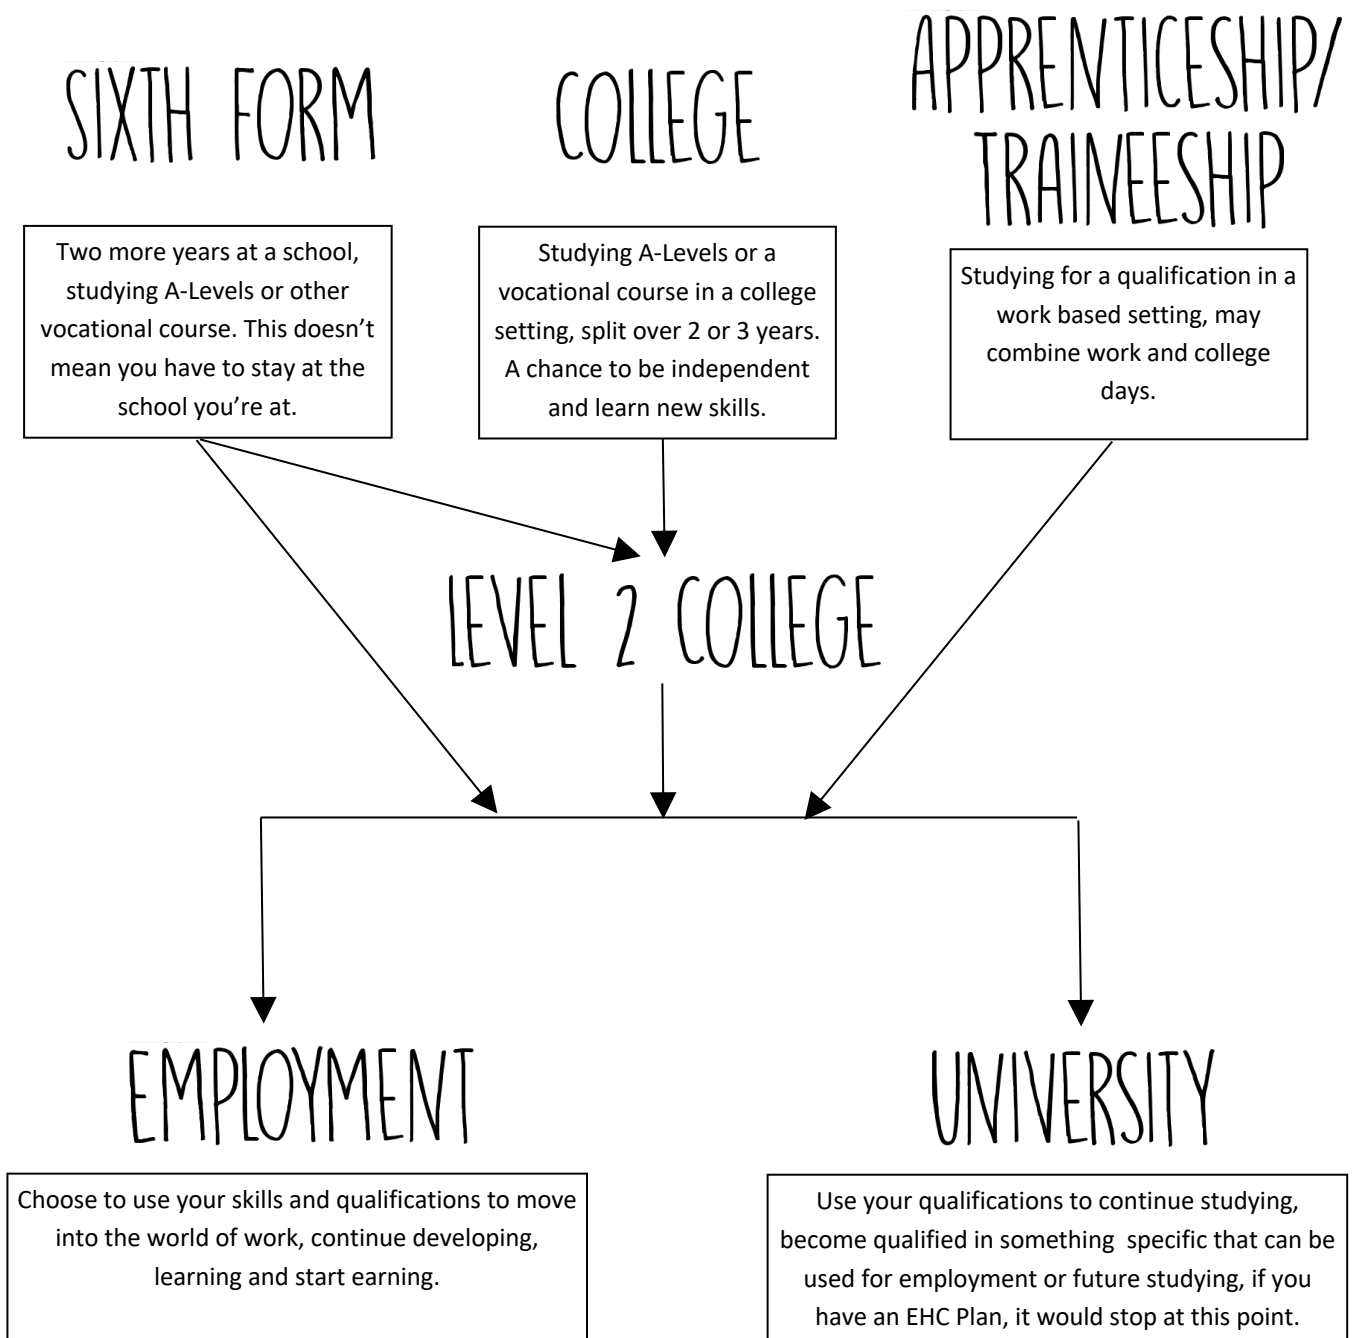 SIXTH FORM
Two more years at a school,
studying A-Levels or other
vocational course. This doesn’t
mean you have to stay at the
school you’re at.
COLLEGE
Studying A-Levels or a
vocational course in a college
setting, split over 2 or 3 years.
A chance to be independent
and learn new skills.
APPRENTICESHIP/
TRAINEESHIP
Studying for a qualification in a
work based setting, may
combine work and college
days.
LEVEL 2 COLLEGE
EMPLOYMENT
Choose to use your skills and qualifications to move
into the world of work, continue developing,
learning and start earning.
UNIVERSITY
Use your qualifications to continue studying,
become qualified in something  specific that can be
used for employment or future studying, if you
have an EHC Plan, it would stop at this point.